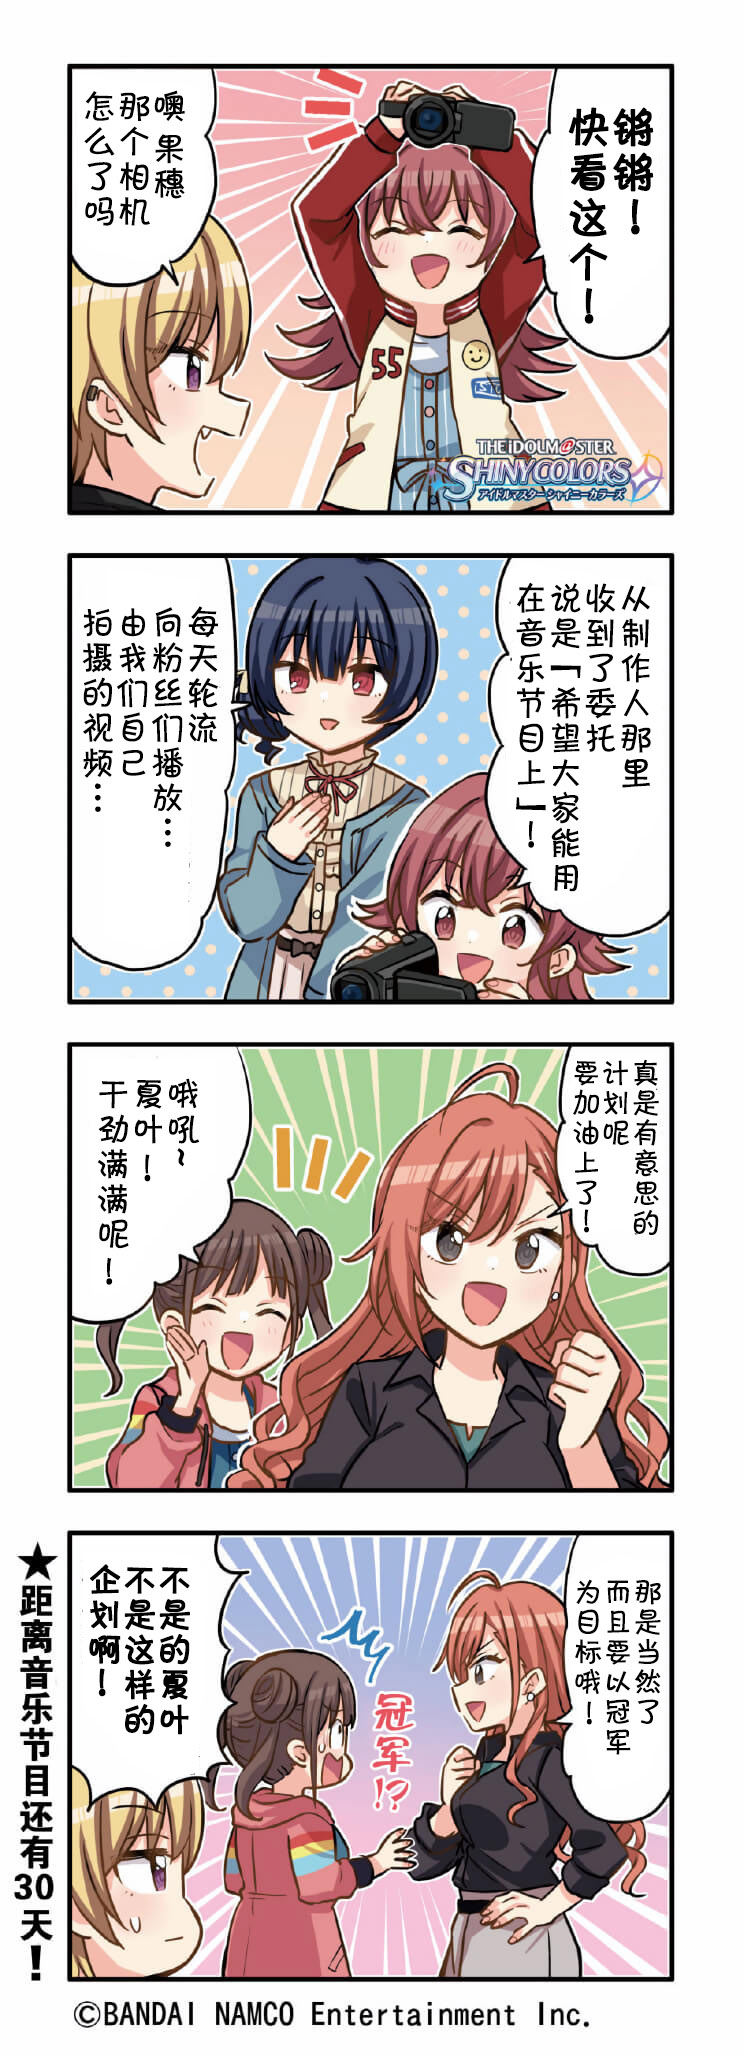 锵锵！
快看这个！
噢 果穗
那个相机
怎么了吗
55
THE iDOLM@STER
SHINY COLORS
アイドルマスター シャイニーカラーズ
从制作人那里
收到了委托
说是「希望大家能用
在音乐节目上」！
每天轮流
向粉丝们播放…
由我们自己
拍摄的视频…
真是有意思的
计划呢
要加油上了！
哦吼~
夏叶！
干劲满满呢！
那是当然了
而且要以冠军
为目标哦！
冠军!?
不是的夏叶
不是这样的
企划啊！
★距离音乐节目还有30天！
©BANDAI NAMCO Entertainment Inc.